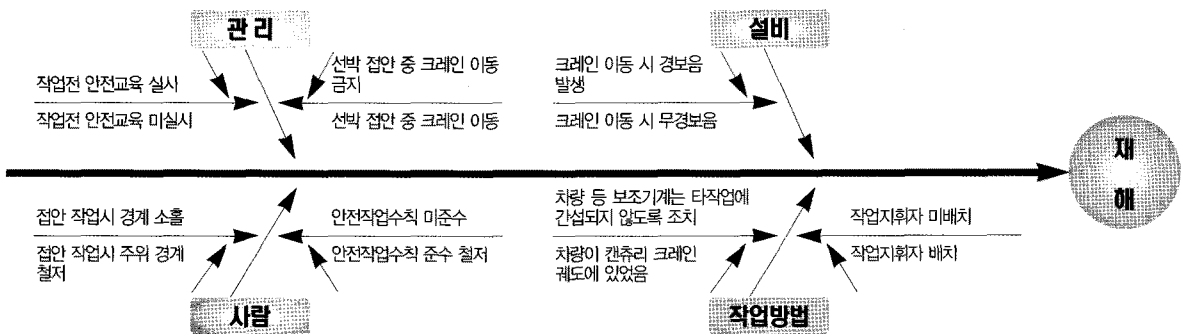 관 리
설비
작업전 안전교육 실시
작업전 안전교육 미실시
선박 접안 중 크레인 이동
금지
선박 접안 중 크레인 이동
크레인 이동 시 경보음
발생
크레인 이동 시 무경보음
재
해
접안 작업시 경계 소홀
접안 작업시 주위 경계
철저
안전작업수칙 미준수
안전작업수칙 준수 철저
차량 등 보조기계는 타작업에
간섭되지 않도록 조치
차량이 캔츄리 크레인
궤도에 있었음
작업지휘자 미배치
작업지휘자 배치
사람
작업방법